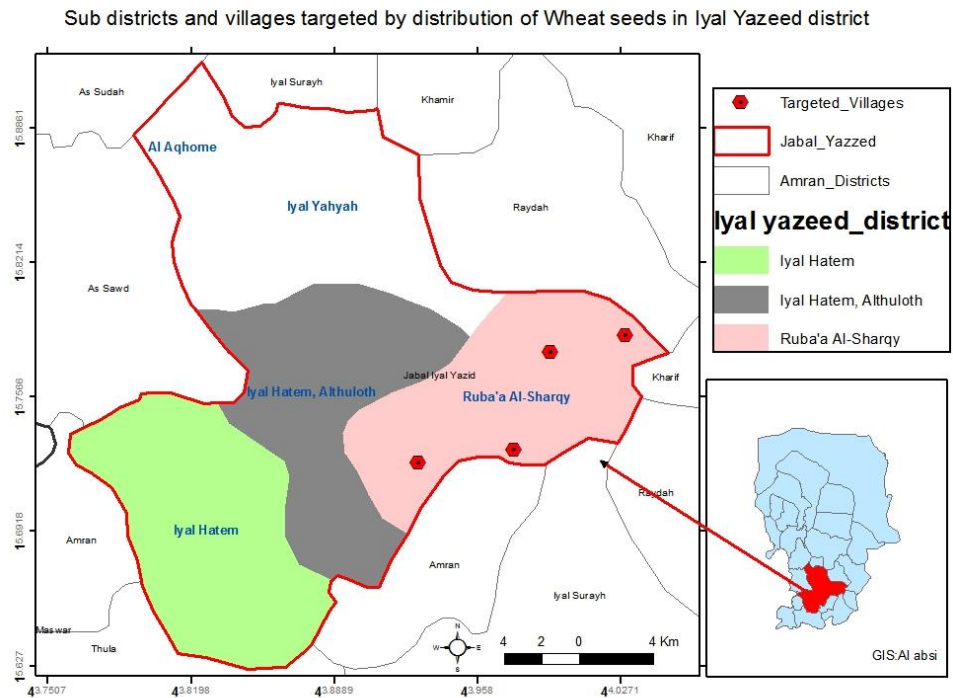 Sub districts and villages targeted by distribution of Wheat seeds in Iyal Yazeed district
As Sudah
Iyal Surayh
Khamir
Kharif
Al Aqhome
Iyal Yahyah
Raydah
As Sawd
Jabal Iyal Yazid
Iyal Hatem, Althuloth
Ruba'a Al-Sharqy
Kharif
Raydah
Iyal Hatem
Amran
Amran
Iyal Surayh
Maswar
Thula
N
W
E
S
4 2 0 4 Km
15.8861
15.8214
15.7566
15.6918
15.627
43.7507
43.8198
43.8889
43.958
44.0271
Targeted_Villages
Jabal_Yazzed
Amran_Districts
Iyal yazeed_district
Iyal Hatem
Iyal Hatem, Althuloth
Ruba'a Al-Sharqy
GIS:Al absi